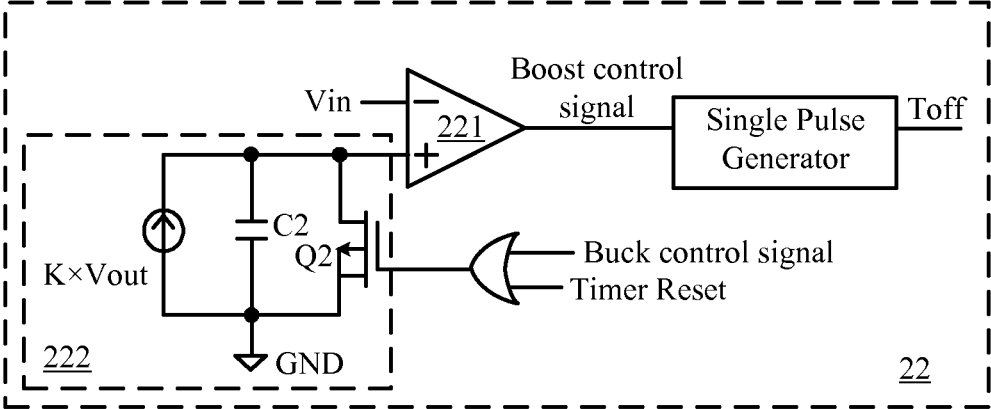 Boost control
signal
Vin
−
221
+
Single Pulse
Generator
Toff
C2
Q2
K×Vout
Buck control signal
Timer Reset
222
GND
22